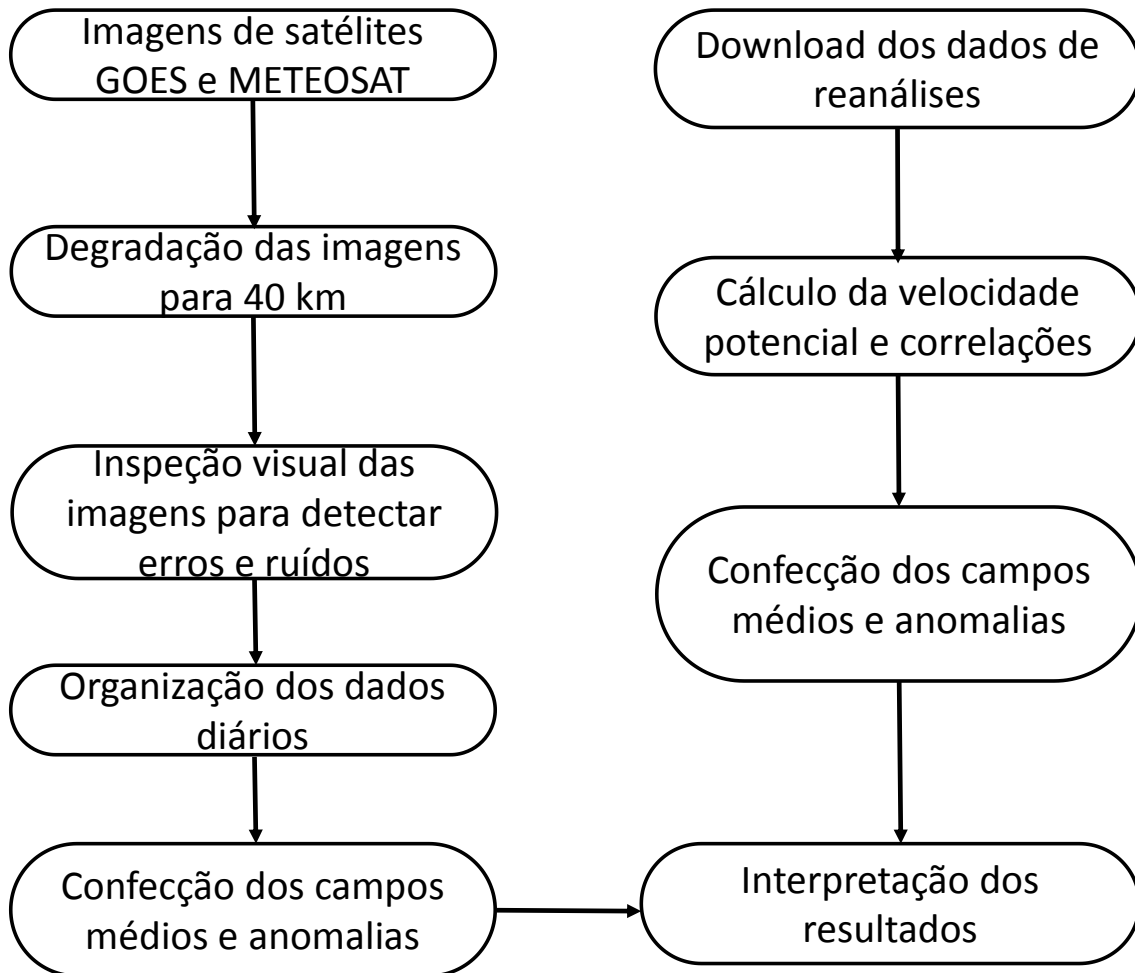 Imagens de satélites
GOES e METEOSAT
Degradação das imagens
para 40 km
Inspeção visual das
imagens para detectar
erros e ruídos
Organização dos dados
diários
Confecção dos campos
médios e anomalias
Download dos dados de
reanálises
Cálculo da velocidade
potencial e correlações
Confecção dos campos
médios e anomalias
Interpretação dos
resultados